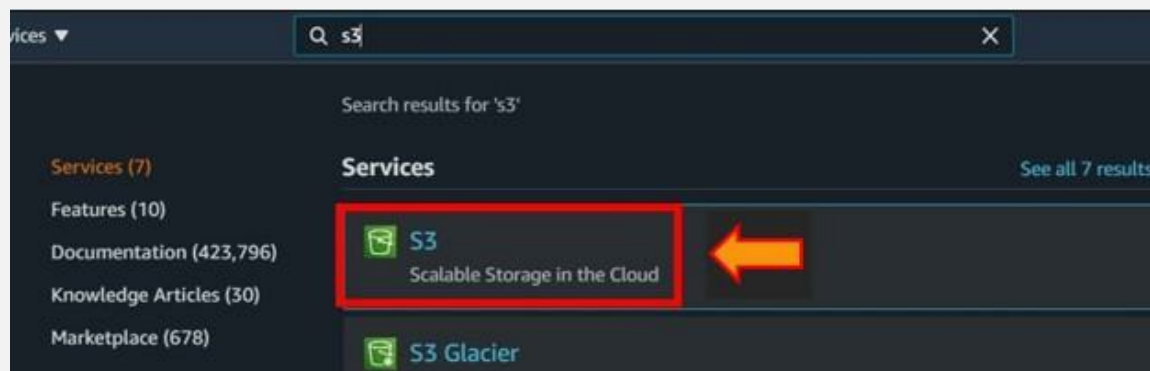 vices ▼
s3
Search results for 's3'
Services (7)
Features (10)
Documentation (423,796)
Knowledge Articles (30)
Marketplace (678)
Services
See all 7 results
S3
Scalable Storage in the Cloud
S3 Glacier